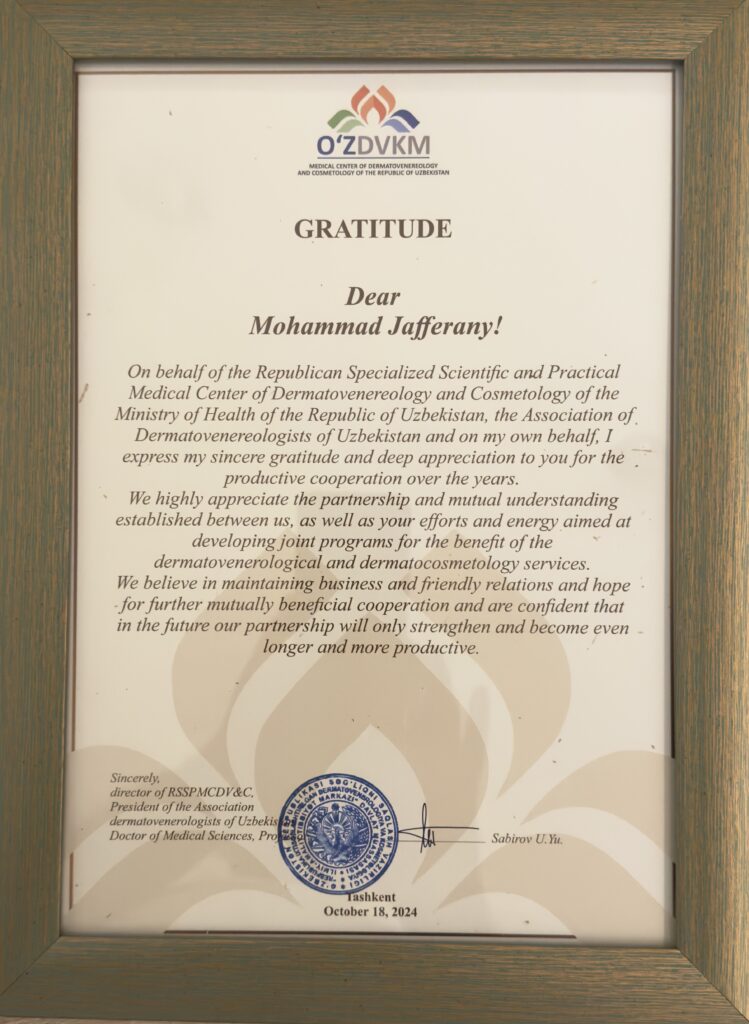 O'ZDVKM
MEDICAL CENTER OF DERMATOVENEREOLOGY
AND COSMETOLOGY OF THE REPUBLIC OF UZBEKISTAN
GRATITUDE
Dear
Mohammad Jafferany!
On behalf of the Republican Specialized Scientific and Practical
Medical Center of Dermatovenereology and Cosmetology of the
Ministry of Health of the Republic of Uzbekistan, the Association of
Dermatovenereologists of Uzbekistan and on my own behalf, I
express my sincere gratitude and deep appreciation to you for the
productive cooperation over the years.
We highly appreciate the partnership and mutual understanding
established between us, as well as your efforts and energy aimed at
developing joint programs for the benefit of the
dermatovenerological and dermatocosmetology services.
We believe in maintaining business and friendly relations and hope
for further mutually beneficial cooperation and are confident that
in the future our partnership will only strengthen and become even
longer and more productive.
Sincerely,
director of RSSPMCDV&C,
President of the Association
dermatovenerologists of
Doctor of Medical Sciences,
Sabirov U.Yu.
Tashkent
October 18, 2024